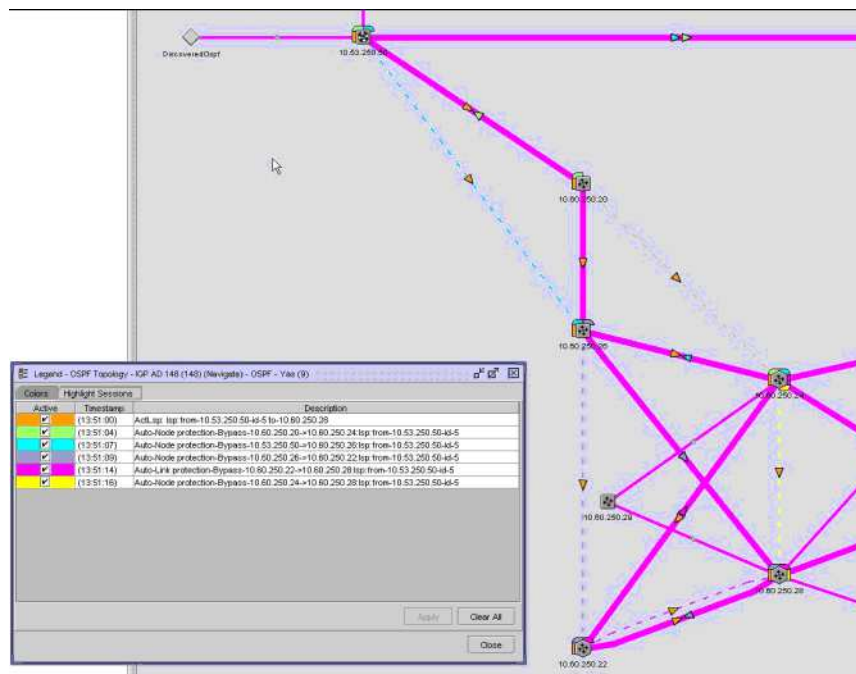 DiscoveredOspf
10.53.250.50
10.60.250.20
10.60.250.26
10.60.250.24
10.60.250.29
10.60.250.28
10.60.250.22
Legend - OSPF Topology - IGP AD 148 (148) (Navigate) - OSPF - Yas (9)
Colors Highlight Sessions
Active Timestamp Description
(13:51:00) ActLsp: lsp:from-10.53.250.50-id-5 to-10.60.250.28
(13:51:04) Auto-Node protection-Bypass-10.60.250.20->10.60.250.24:lsp:from-10.53.250.50-id-5
(13:51:07) Auto-Node protection-Bypass-10.53.250.50->10.60.250.26:lsp:from-10.53.250.50-id-5
(13:51:09) Auto-Node protection-Bypass-10.60.250.26->10.60.250.22:lsp:from-10.53.250.50-id-5
(13:51:14) Auto-Link protection-Bypass-10.60.250.22->10.60.250.28:lsp:from-10.53.250.50-id-5
(13:51:16) Auto-Node protection-Bypass-10.60.250.24->10.60.250.28:lsp:from-10.53.250.50-id-5
Apply Clear All
Close